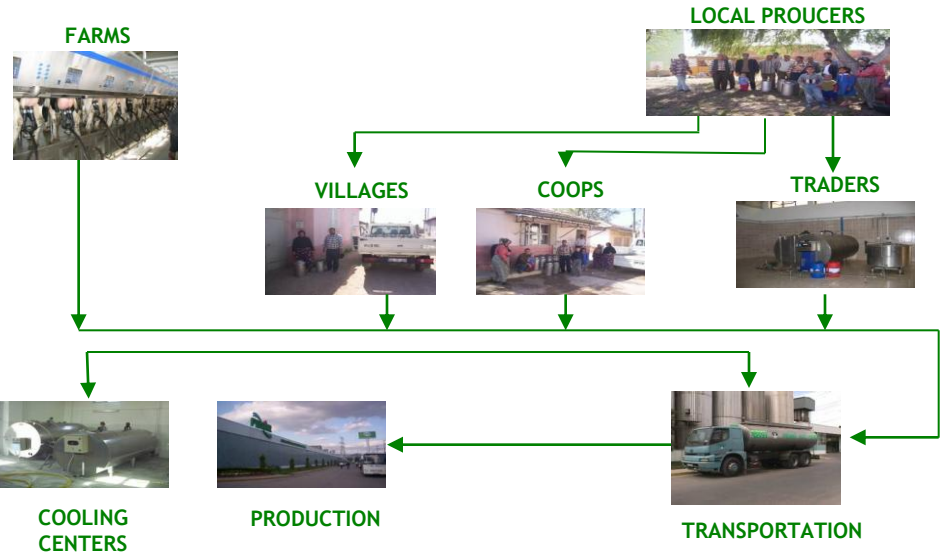 LOCAL PROUCERS
FARMS
VILLAGES
COOPS
TRADERS
COOLING
CENTERS
PRODUCTION
TRANSPORTATION